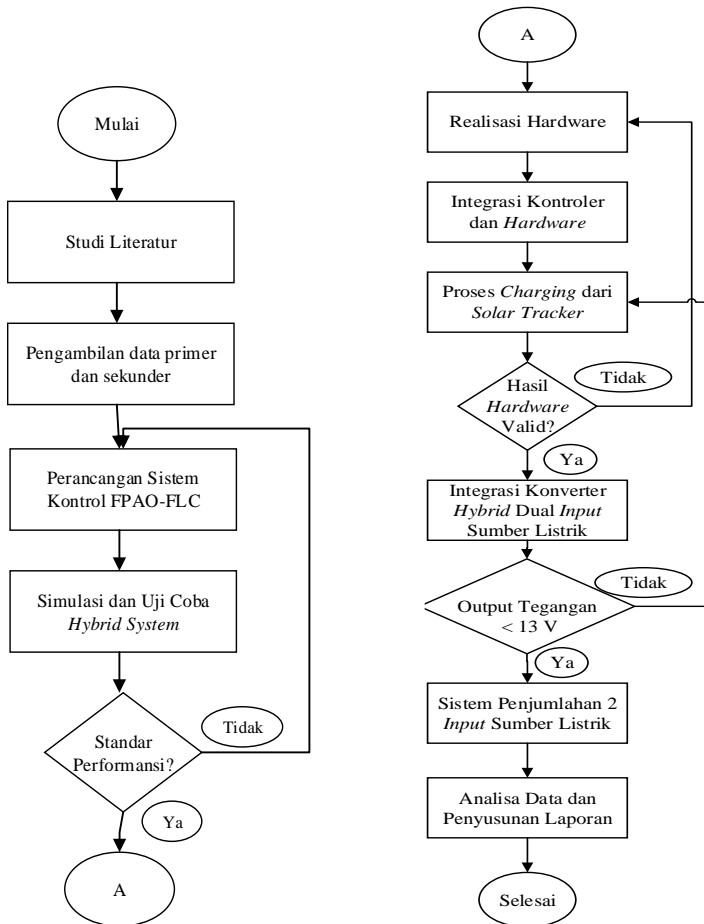 Mulai
Studi Literatur
Pengambilan data primer
dan sekunder
Perancangan Sistem
Kontrol FPAO-FLC
Simulasi dan Uji Coba
Hybrid System
Standar
Performansi?
Tidak
Ya
A
A
Realisasi Hardware
Integrasi Kontroler
dan Hardware
Proses Charging dari
Solar Tracker
Hasil
Hardware
Valid?
Tidak
Ya
Integrasi Konverter
Hybrid Dual Input
Sumber Listrik
Output Tegangan
< 13 V
Tidak
Ya
Sistem Penjumlahan 2
Input Sumber Listrik
Analisa Data dan
Penyusunan Laporan
Selesai